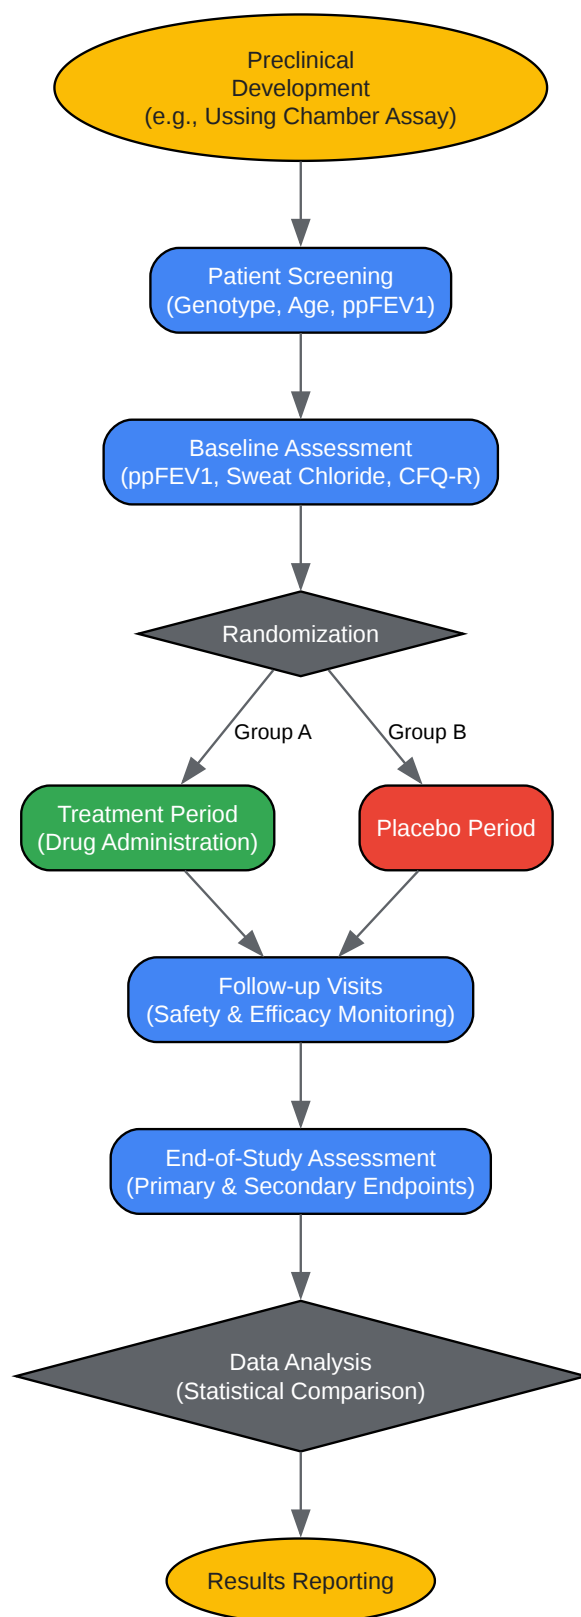 Preclinical
Development
(e.g., Ussing Chamber Assay)
Patient Screening
(Genotype, Age, ppFEV1)
Baseline Assessment
(ppFEV1, Sweat Chloride, CFQ-R)
Randomization
Group A
Group B
Treatment Period
(Drug Administration)
Placebo Period
Follow-up Visits
(Safety & Efficacy Monitoring)
End-of-Study Assessment
(Primary & Secondary Endpoints)
Data Analysis
(Statistical Comparison)
Results Reporting